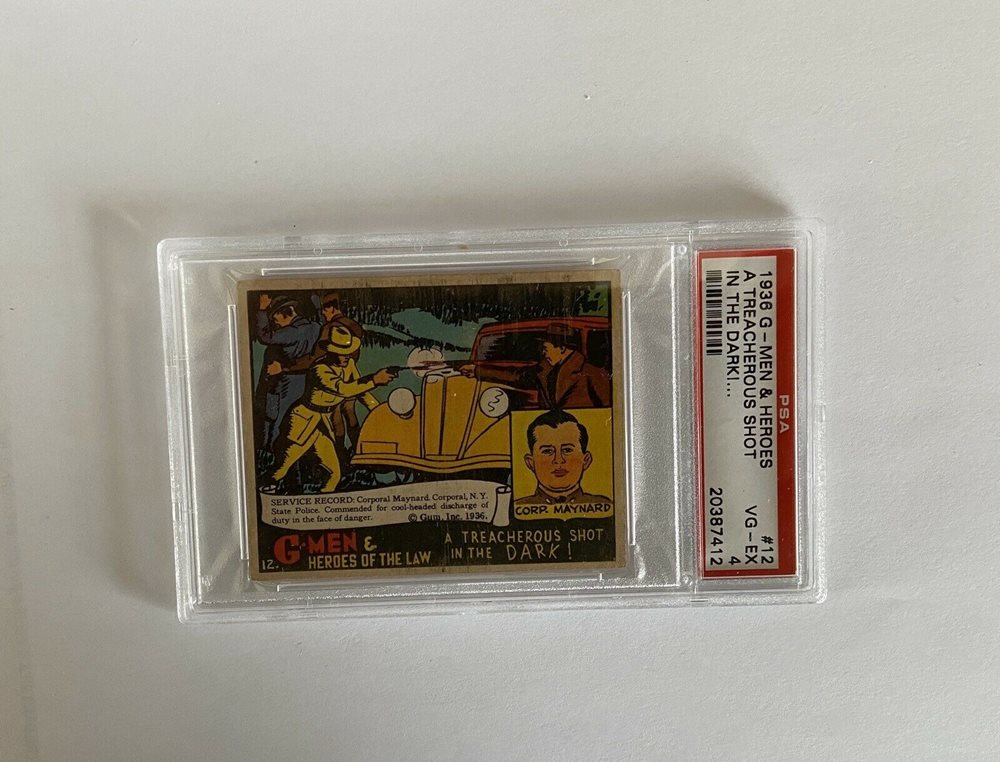 SERVICE RECORD: Corporal Maynard. Corporal, N. Y.
State Police. Commended for cool-headed discharge of
duty in the face of danger.
© Gum, Inc. 1936.
CORP. MAYNARD
G-MEN &
HEROES OF THE LAW
A TREACHEROUS SHOT
IN THE DARK!
12.
PSA
1936 G-MEN & HEROES #12
A TREACHEROUS SHOT VG-EX 4
IN THE DARK!... 20387412